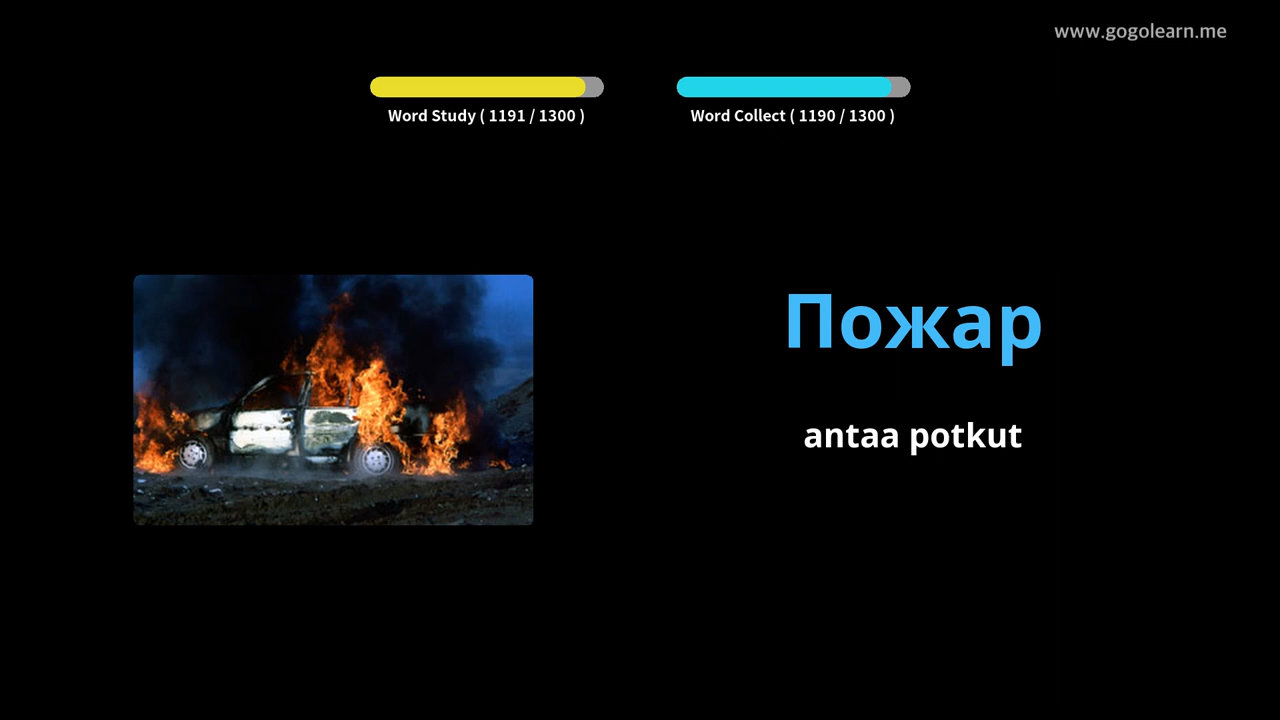 www.gogolearn.me
Word Study ( 1191 / 1300 )
Word Collect ( 1190 / 1300 )
Пожар
antaa potkut